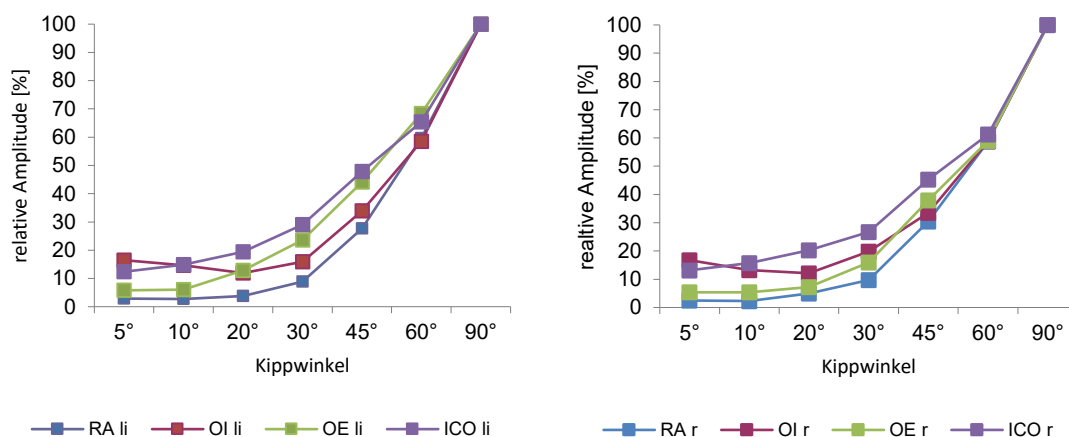 relative Amplitude [%]
100
90
80
70
60
50
40
30
20
10
0
5° 10° 20° 30° 45° 60° 90°
Kippwinkel
RA li OI li OE li ICO li
realtive Amplitude [%]
100
90
80
70
60
50
40
30
20
10
0
5° 10° 20° 30° 45° 60° 90°
Kippwinkel
RA r OI r OE r ICO r